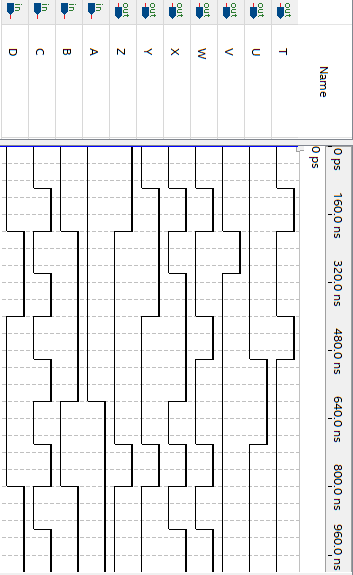 Name
0 ps
160.0 ns
320.0 ns
480.0 ns
640.0 ns
800.0 ns
960.0 ns
0 ps
out T
out U
out V
out W
out X
out Y
out Z
in A
in B
in C
in D